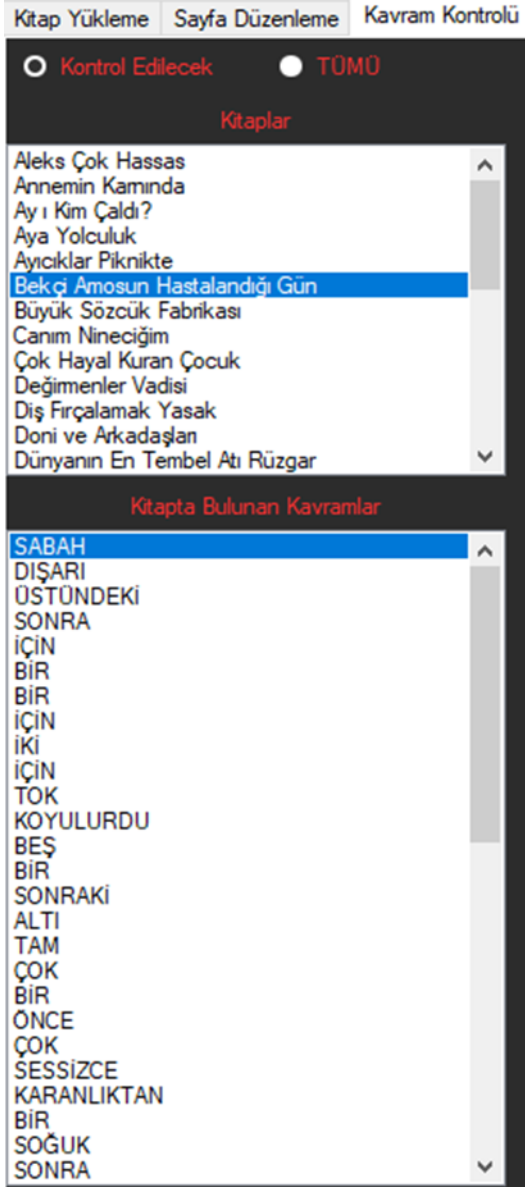 Kitap Yükleme Sayfa Düzenleme Kavram Kontrolü
Kontrol Edilecek TÜMÜ
Kitaplar
Aleks Çok Hassas
Annemin Karnında
Ay ı Kim Çaldı?
Aya Yolculuk
Ayıcıklar Piknikte
Bekçi Amosun Hastalandığı Gün
Büyük Sözcük Fabrikası
Canım Nineciğim
Çok Hayal Kuran Çocuk
Değirmenler Vadisi
Diş Fırçalamak Yasak
Doni ve Arkadaşları
Dünyanın En Tembel Atı Rüzgar
Kitapta Bulunan Kavramlar
SABAH
DIŞARI
ÜSTÜNDEKİ
SONRA
İÇİN
BİR
BİR
İÇİN
İKİ
İÇİN
TOK
KOYULURDU
BEŞ
BİR
SONRAKİ
ALTI
TAM
ÇOK
BİR
ÖNCE
ÇOK
SESSİZCE
KARANLIKTAN
BİR
SOĞUK
SONRA